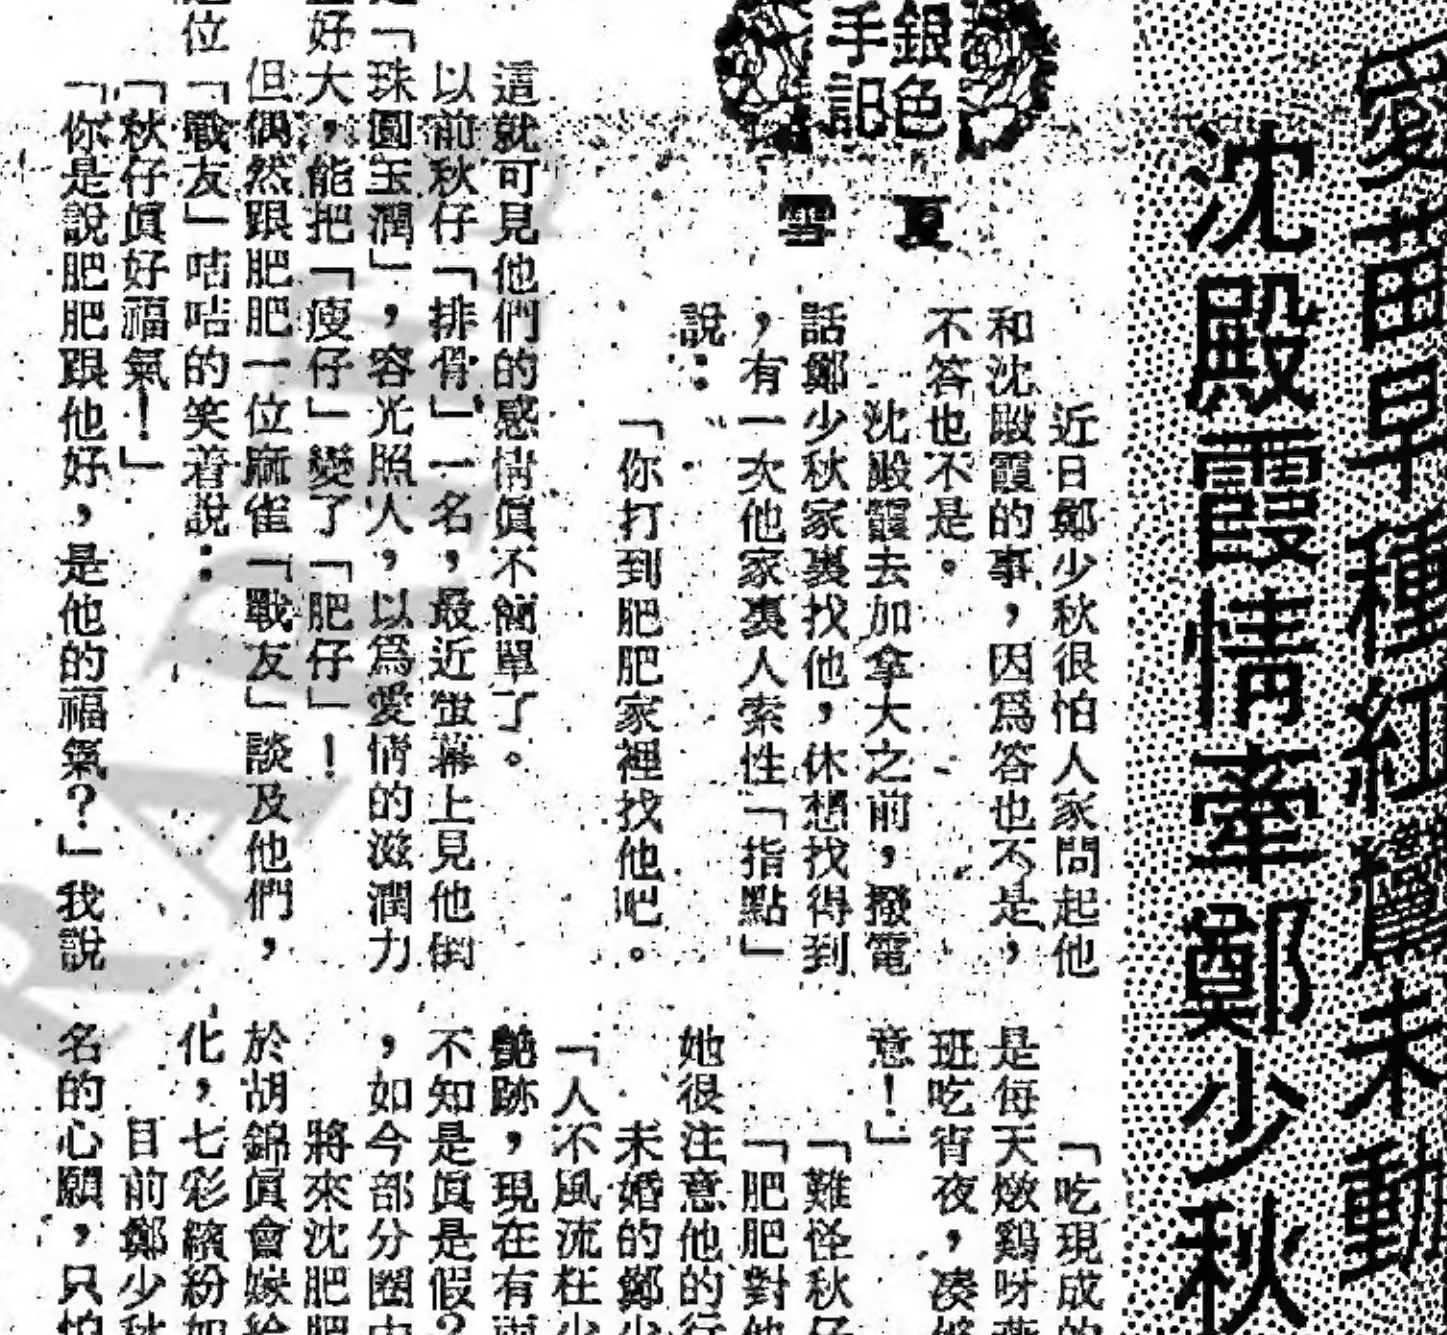 愛苗早種紅鸞未動
沈殿霞情牽鄭少秋
銀色
手記
夏雪
近日鄭少秋很怕人家問起他
和沈殿霞的事，因爲答也不是，
不答也不是。
沈殿霞去加拿大之前，撥電
話鄭少秋家裏找他，休想找得到
，有一次他家裏人索性「指點」
說：
「你打到肥肥家裡找他吧。
這就可見他們的感情眞不簡單了。
以前秋仔「排骨」一名，最近螢幕上見他倒
「珠圓玉潤」，容光照人，以爲愛情的滋潤力
好大，能把「瘦仔」變了「肥仔」！
但偶然跟肥肥一位麻雀「戰友」談及他們，
位「戰友」咭咭的笑着說：
「秋仔眞好福氣！」
「你是說肥肥跟他好，是他的福氣？」我說
「吃現成的
是每天燉鷄呀燕
班吃宵夜，凑
意！」
「難怪秋仔
「肥肥對他
她很注意他的行
未婚的鄭少
「人不風流枉少
艷跡，現在有
不知是眞是假？
，如今部分圈中
將來沈肥肥
於胡錦眞會嫁給
化，七彩繽紛如
目前鄭少秋
名的心願，只怕
RADIER